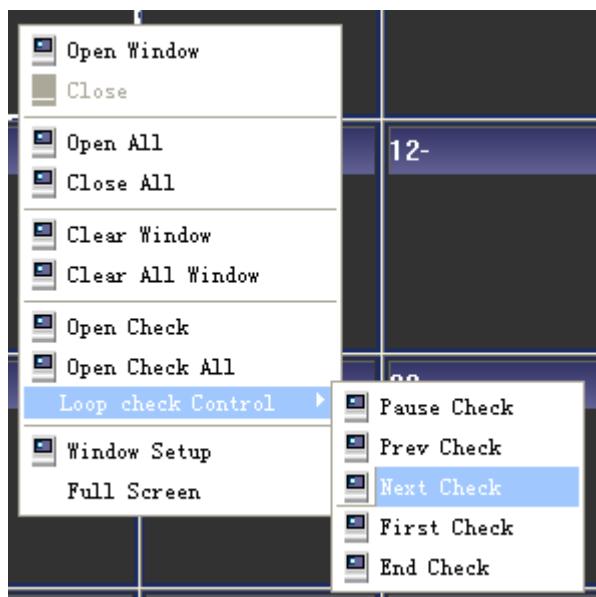 Open Window
Close
Open All
Close All
12-
Clear Window
Clear All Window
Open Check
Open Check All
Loop check Control
Pause Check
Prev Check
Next Check
First Check
End Check
Window Setup
Full Screen